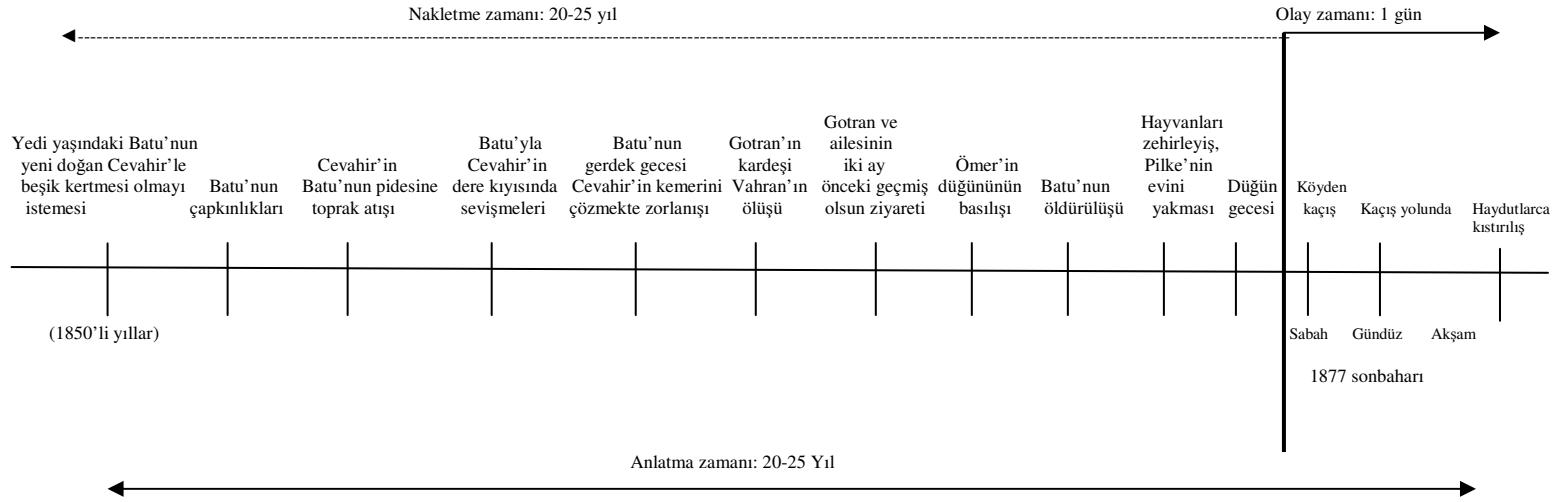 Nakletme zamanı: 20-25 yıl
Olay zamanı: 1 gün
Yedi yaşındaki Batu’nun
yeni doğan Cevahir’le
beşik kertmesi olmayı
istemesi
Batu’nun
çapkınlıkları
Cevahir’in
Batu’nun pidesine
toprak atışı
Batu’yla
Cevahir’in
dere kıyısında
sevişmeleri
Batu’nun
gerdek gecesi
Cevahir’in kemerini
çözmekte zorlanışı
Gotran’ın
kardeşi
Vahran’ın
ölüşü
Gotran ve
ailesinin
iki ay
önceki geçmiş
olsun ziyareti
Ömer’in
düğününün
basılışı
Batu’nun
öldürülüşü
Hayvanları
zehirleyiş,
Pilke’nin
evini
yakması
Düğün
gecesi
Köyden
kaçış
Kaçış yolunda
Haydutlarca
kıstırılış
(1850’li yıllar)
Sabah
Gündüz
Akşam
1877 sonbaharı
Anlatma zamanı: 20-25 Yıl